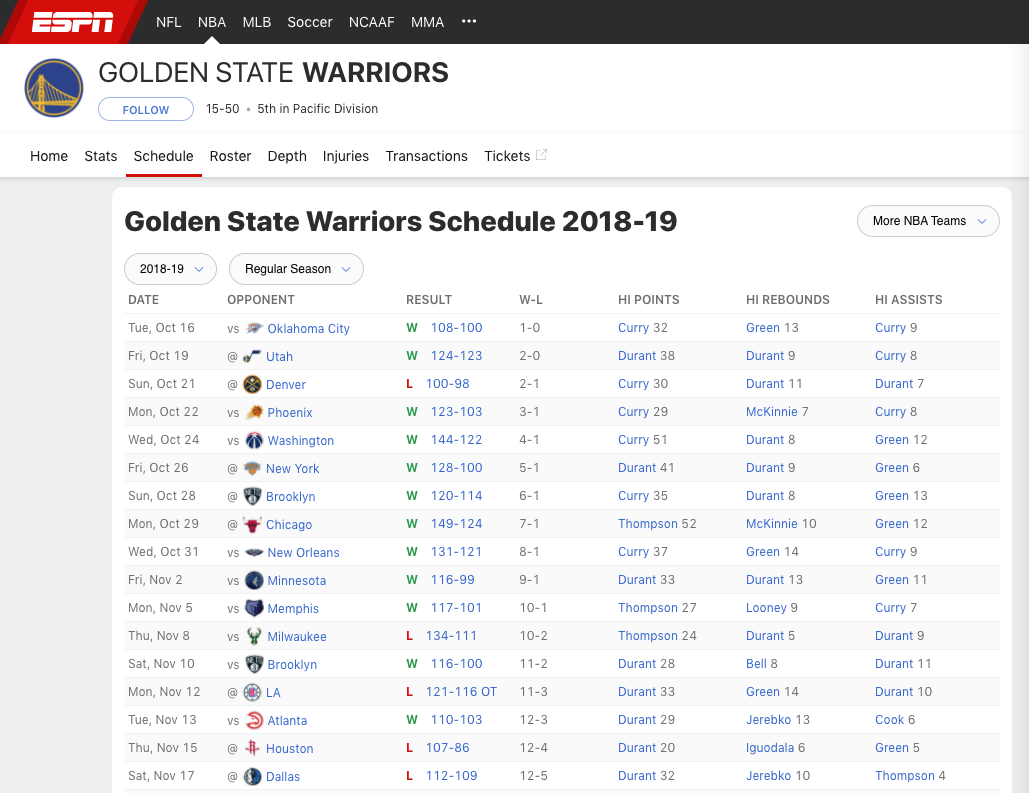 ESPN NFL NBA MLB Soccer NCAAF MMA •••
GOLDEN STATE WARRIORS
FOLLOW 15-50 • 5th in Pacific Division
Home Stats Schedule Roster Depth Injuries Transactions Tickets
Golden State Warriors Schedule 2018-19 More NBA Teams
2018-19 Regular Season
DATE OPPONENT RESULT W-L HI POINTS HI REBOUNDS HI ASSISTS
Tue, Oct 16 vs Oklahoma City W 108-100 1-0 Curry 32 Green 13 Curry 9
Fri, Oct 19 @ Utah W 124-123 2-0 Durant 38 Durant 9 Curry 8
Sun, Oct 21 @ Denver L 100-98 2-1 Curry 30 Durant 11 Durant 7
Mon, Oct 22 vs Phoenix W 123-103 3-1 Curry 29 McKinnie 7 Curry 8
Wed, Oct 24 vs Washington W 144-122 4-1 Curry 51 Durant 8 Green 12
Fri, Oct 26 @ New York W 128-100 5-1 Durant 41 Durant 9 Green 6
Sun, Oct 28 @ NETS Brooklyn W 120-114 6-1 Curry 35 Durant 8 Green 13
Mon, Oct 29 @ Chicago W 149-124 7-1 Thompson 52 McKinnie 10 Green 12
Wed, Oct 31 vs New Orleans W 131-121 8-1 Curry 37 Green 14 Curry 9
Fri, Nov 2 vs Minnesota W 116-99 9-1 Durant 33 Durant 13 Green 11
Mon, Nov 5 vs Memphis W 117-101 10-1 Thompson 27 Looney 9 Curry 7
Thu, Nov 8 vs Milwaukee L 134-111 10-2 Thompson 24 Durant 5 Durant 9
Sat, Nov 10 vs NETS Brooklyn W 116-100 11-2 Durant 28 Bell 8 Durant 11
Mon, Nov 12 @ LA L 121-116 OT 11-3 Durant 33 Green 14 Durant 10
Tue, Nov 13 vs Atlanta W 110-103 12-3 Durant 29 Jerebko 13 Cook 6
Thu, Nov 15 @ Houston L 107-86 12-4 Durant 20 Iguodala 6 Green 5
Sat, Nov 17 @ Dallas L 112-109 12-5 Durant 32 Jerebko 10 Thompson 4